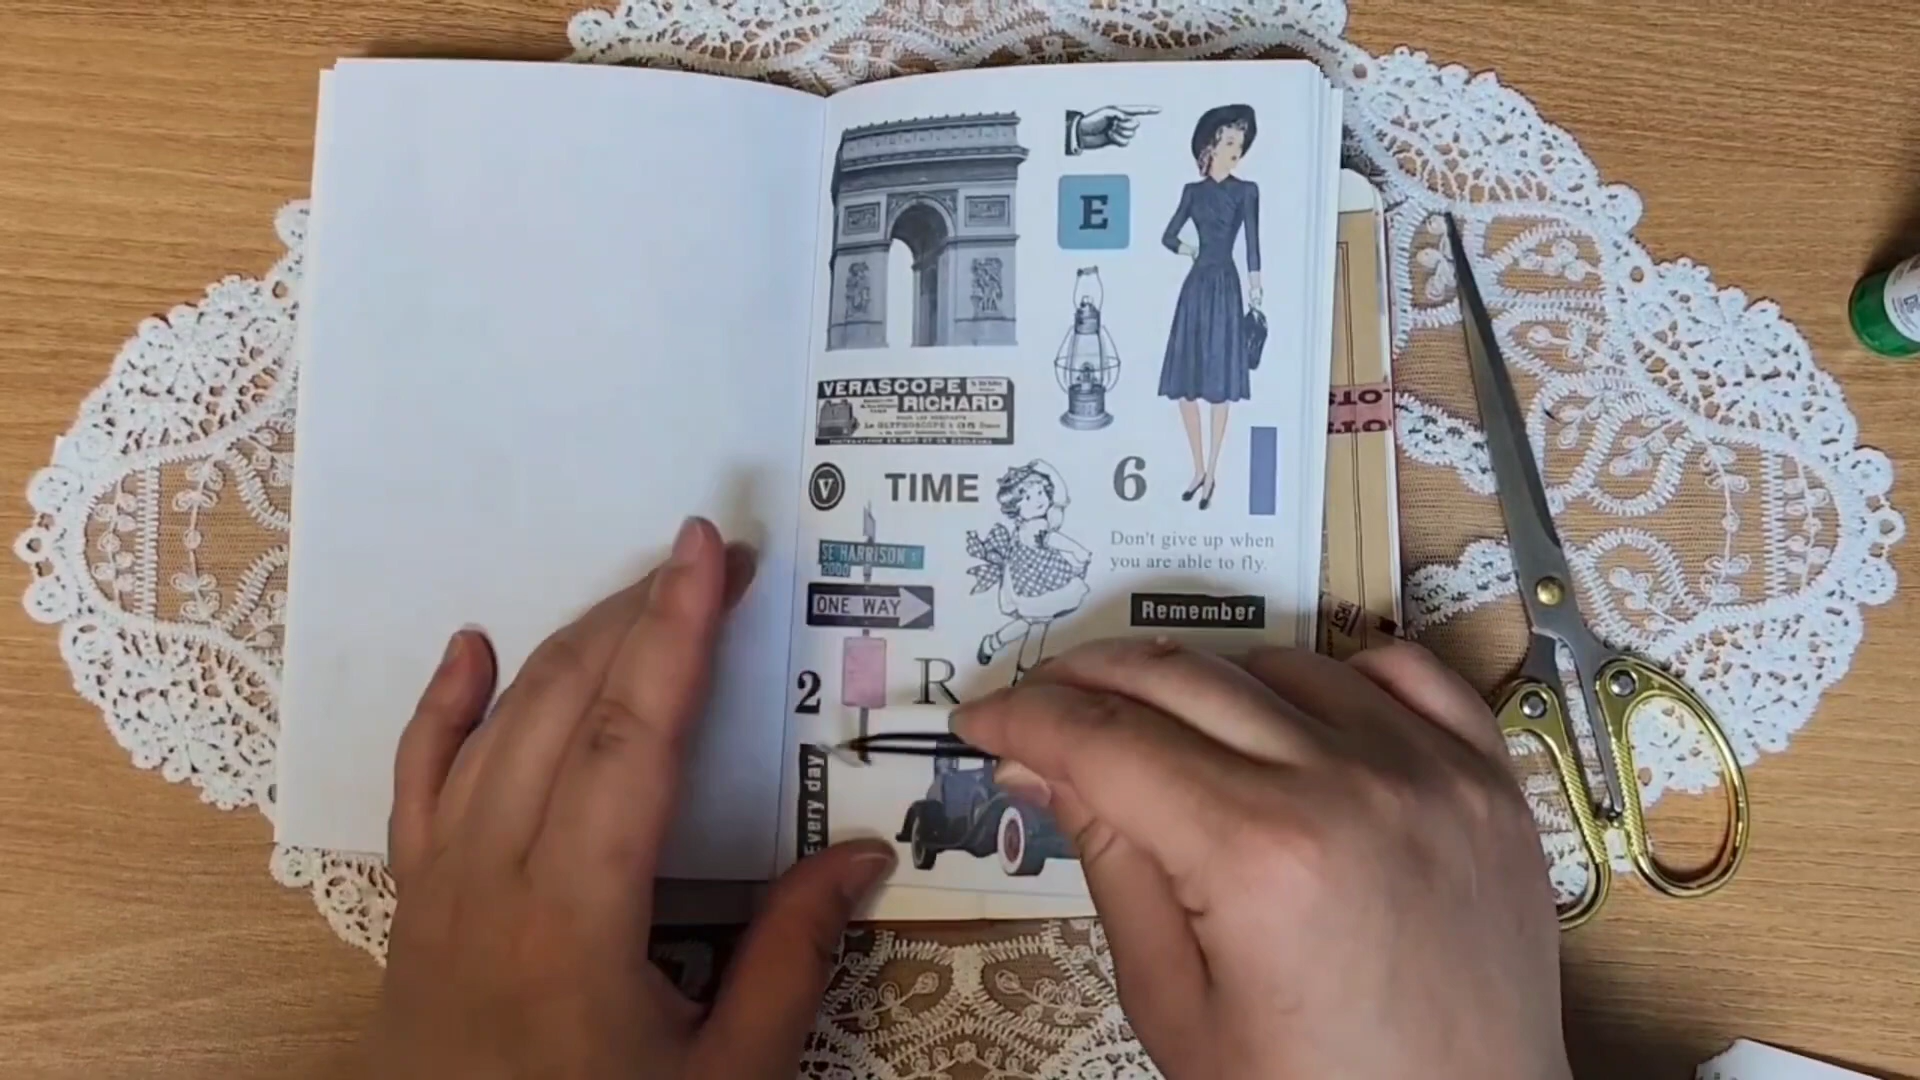 E
VERASCOPE
RICHARD
V
TIME
6
Don't give up when
you are able to fly.
SE HARRISON
2000
ONE WAY
Remember
2
R
Every day